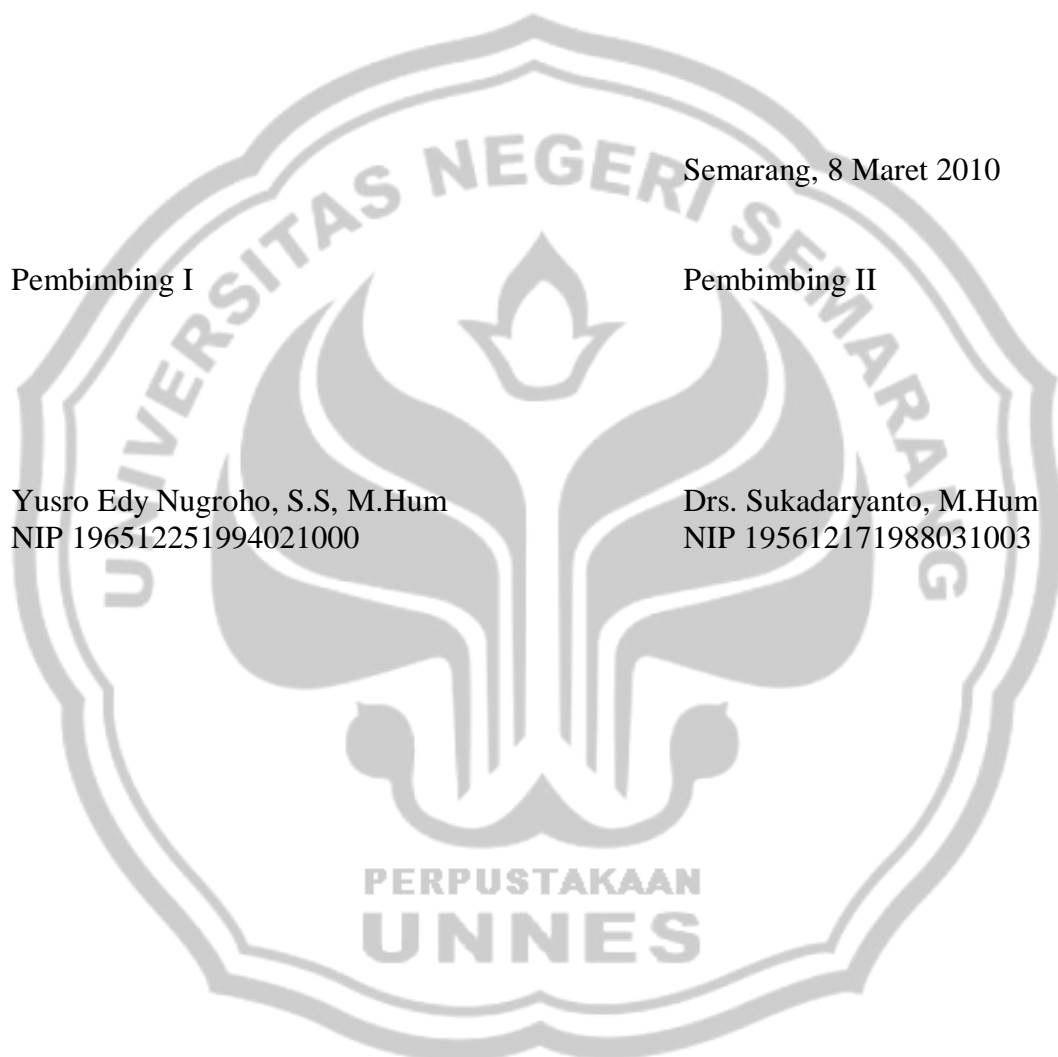 Semarang, 8 Maret 2010
Pembimbing I Pembimbing II
Yusro Edy Nugroho, S.S, M.Hum Drs. Sukadaryanto, M.Hum
NIP 196512251994021000 NIP 195612171988031003
UNIVERSITAS NEGERI SEMARANG
PERPUSTAKAAN
UNNES